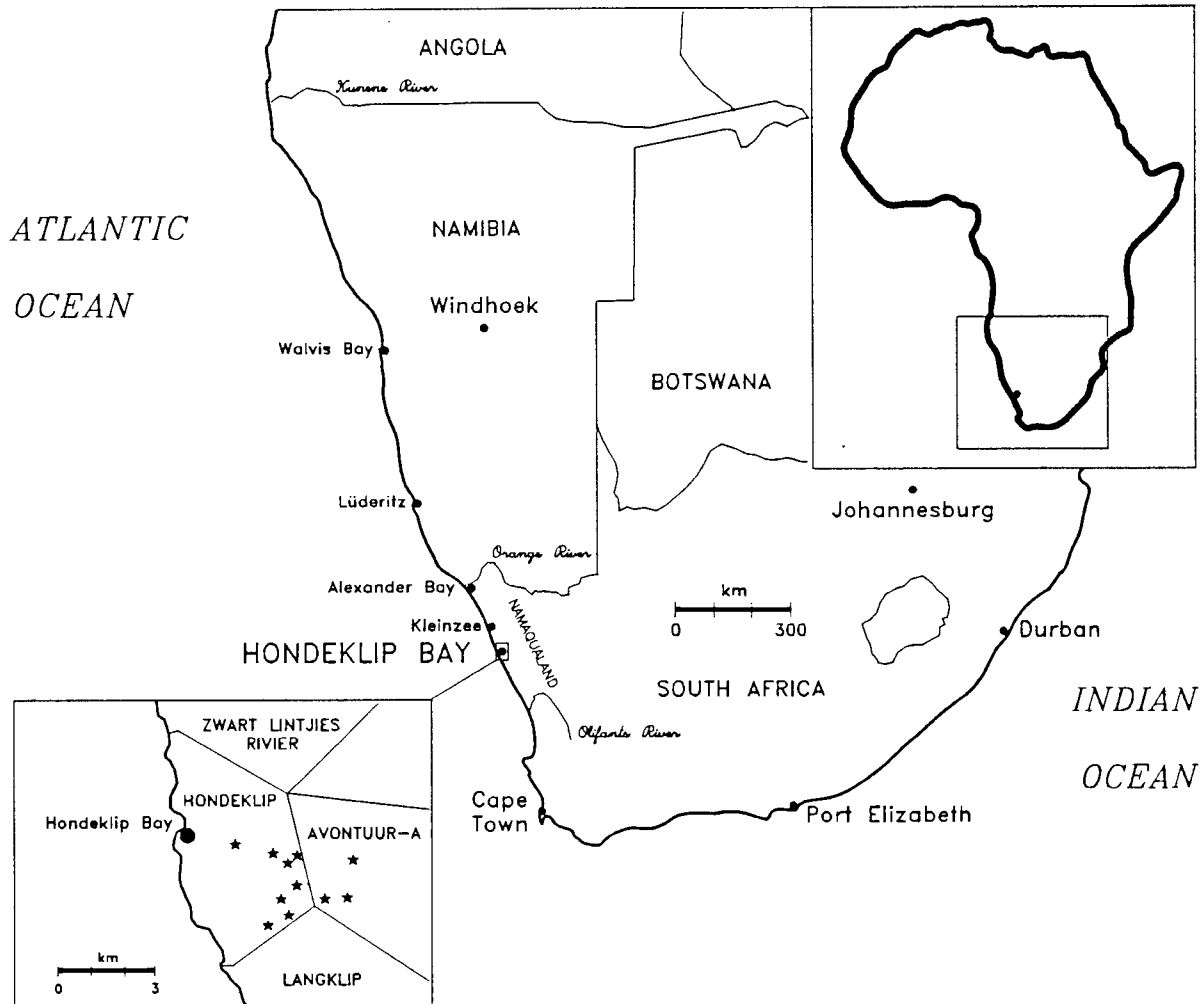 ANGOLA
Kunene River
ATLANTIC
OCEAN
NAMIBIA
Windhoek
Walvis Bay
BOTSWANA
Lüderitz
Johannesburg
Orange River
Alexander Bay
NAMAQUALAND
km
0 300
Kleinzee
Durban
HONDEKLIP BAY
SOUTH AFRICA
INDIAN
OCEAN
Olifants River
Cape
Town
Port Elizabeth
ZWART LINTJIES
RIVIER
HONDEKLIP
Hondeklip Bay
AVONTUUR-A
km
0 3
LANGKLIP